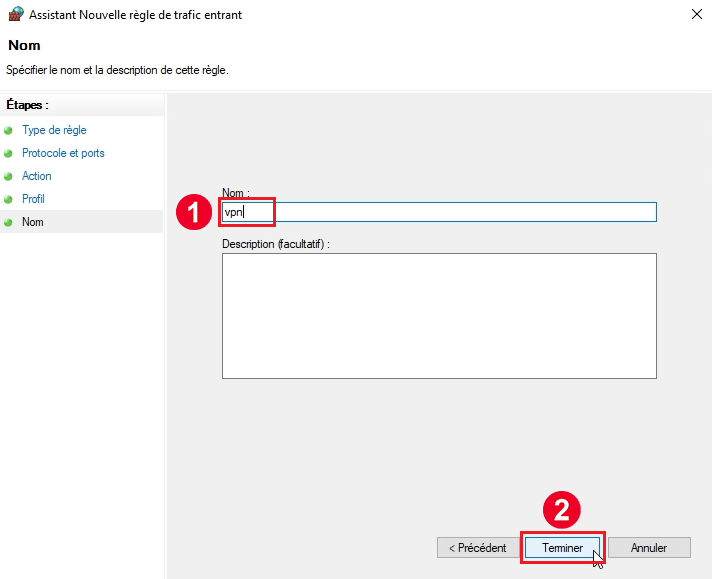 Assistant Nouvelle règle de trafic entrant
Nom
Spécifier le nom et la description de cette règle.
Étapes :
Type de règle
Protocole et ports
Action
Profil
Nom
Nom :
1
vpn
Description (facultatif) :
2
< Précédent
Terminer
Annuler